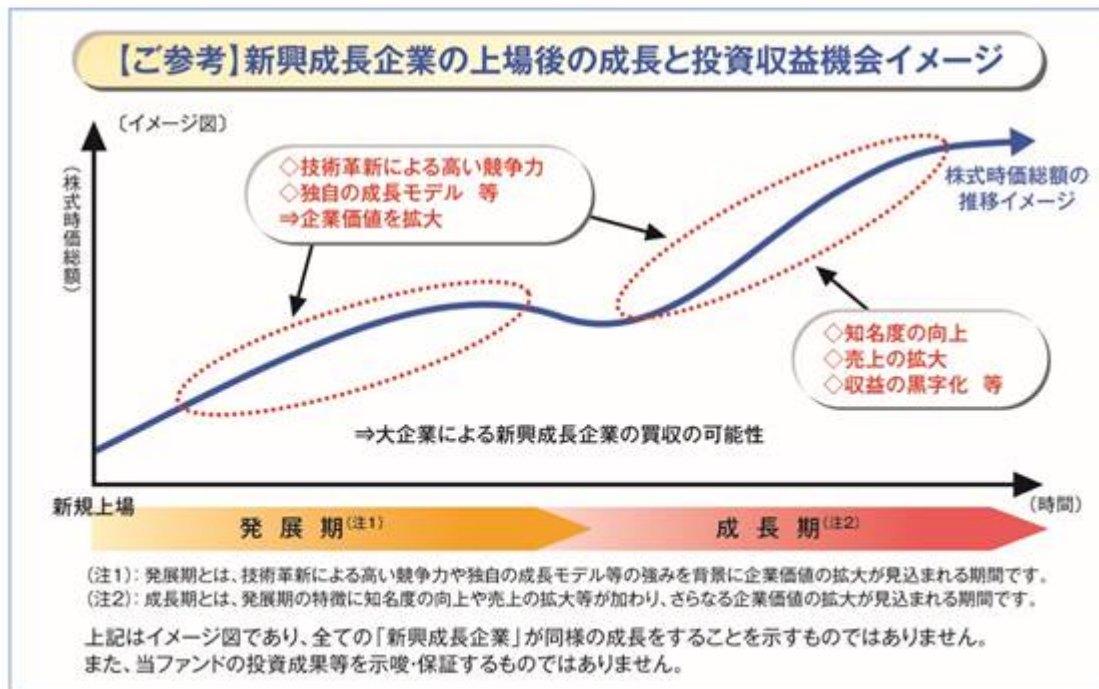 【ご参考】新興成長企業の上場後の成長と投資収益機会イメージ
〔イメージ図〕
（株式時価総額）
◇技術革新による高い競争力
◇独自の成長モデル 等
⇒企業価値を拡大
株式時価総額の
推移イメージ
◇知名度の向上
◇売上の拡大
◇収益の黒字化 等
⇒大企業による新興成長企業の買収の可能性
新規上場
（時間）
発展期(注1)
成長期(注2)
(注1)：発展期とは、技術革新による高い競争力や独自の成長モデル等の強みを背景に企業価値の拡大が見込まれる期間です。
(注2)：成長期とは、発展期の特徴に知名度の向上や売上の拡大等が加わり、さらなる企業価値の拡大が見込まれる期間です。
上記はイメージ図であり、全ての「新興成長企業」が同様の成長をすることを示すものではありません。
また、当ファンドの投資成果等を示唆・保証するものではありません。